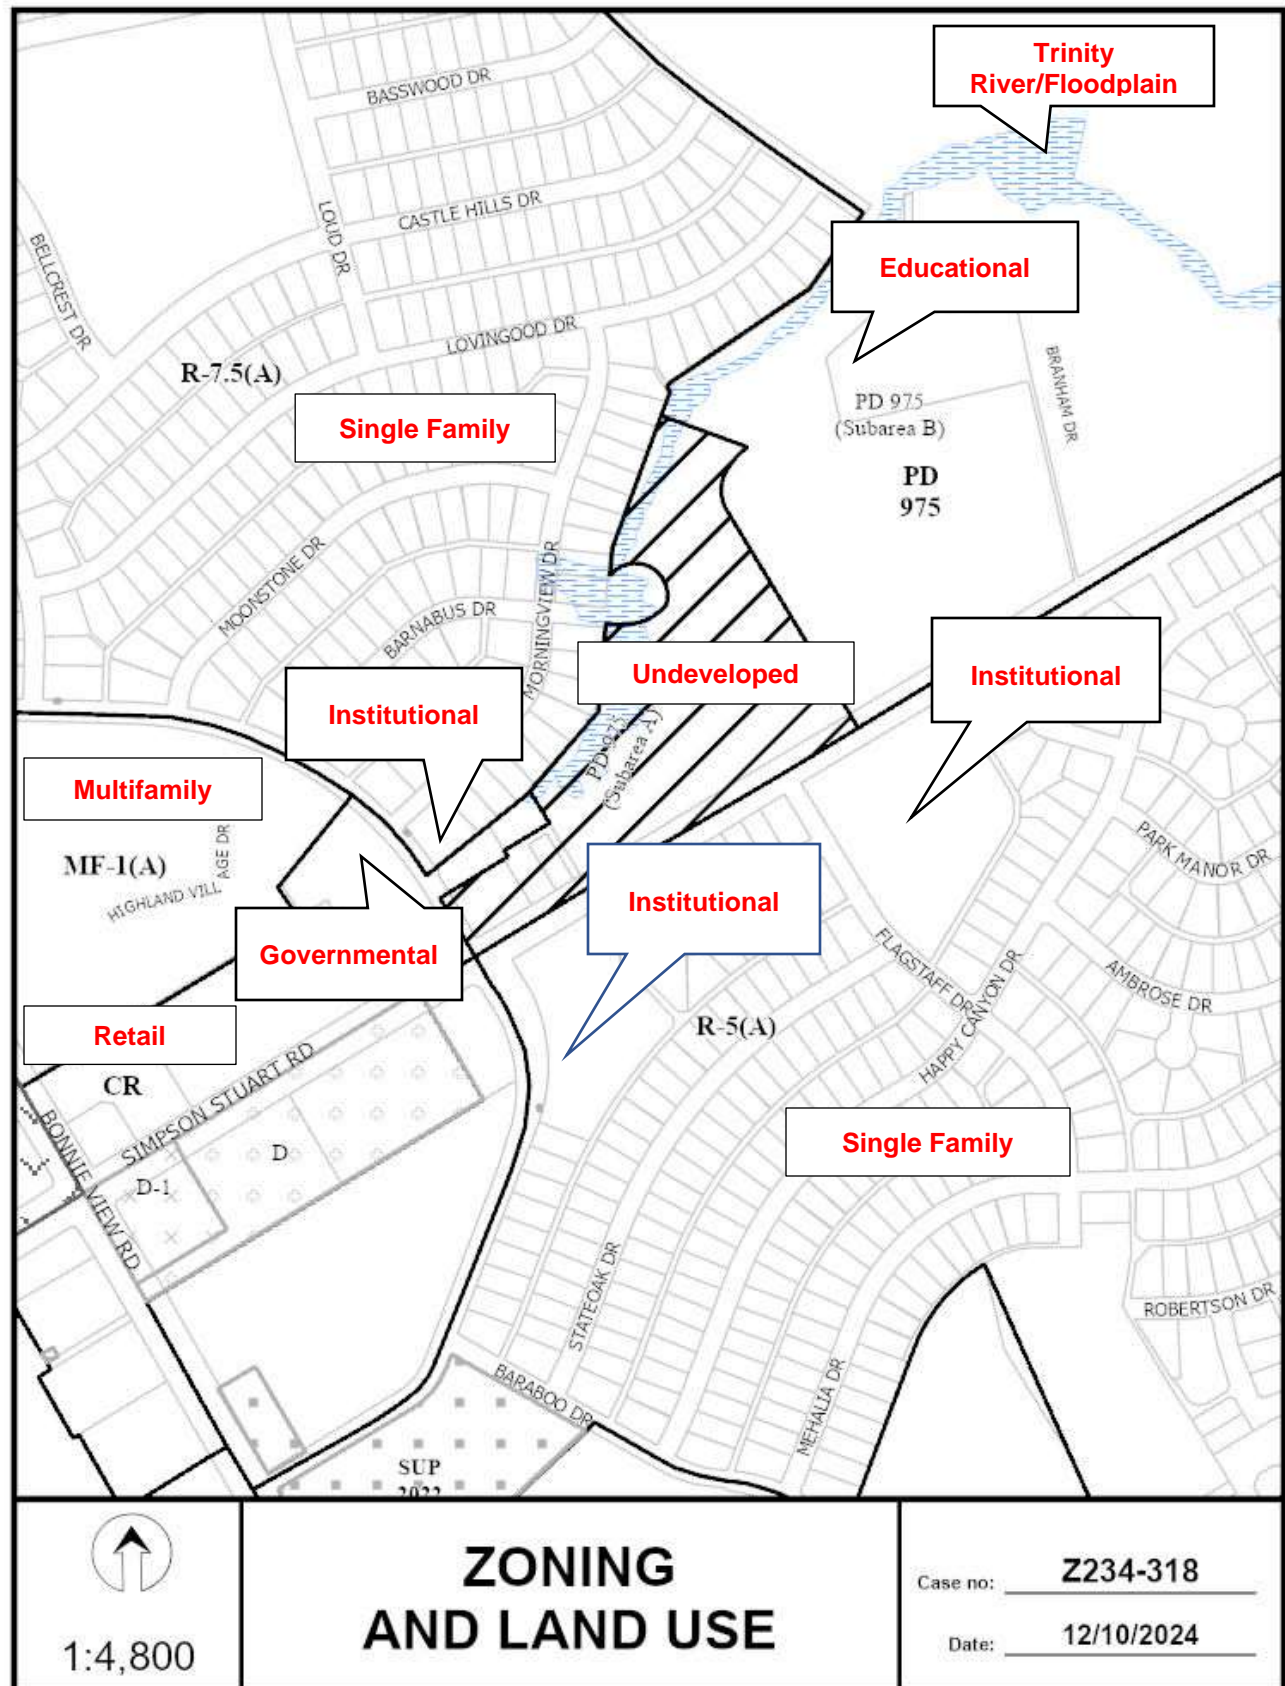 Trinity
River/Floodplain
BASSWOOD DR
CASTLE HILLS DR
LOUD DR
BELLCREST DR
Educational
LOVINGOOD DR
R-7.5(A)
Single Family
BRANHAM DR
PD 975
(Subarea B)
PD
975
MOONSTONE DR
MORNINGVIEW DR
BARNABUS DR
Undeveloped
Institutional
Institutional
PD 975
(Subarea A)
Multifamily
MF-1(A)
HIGHLAND VILL
AGE DR
PARK MANOR DR
Institutional
Governmental
FLAGSTAFF DR
HAPPY CANYON DR
AMBROSE DR
R-5(A)
Retail
CR
SIMPSON STUART RD
BONNIE VIEW RD
D
D-1
Single Family
STATEOAK DR
ROBERTSON DR
BARABOO DR
MEHALIA DR
SUP
2022
1:4,800
ZONING
AND LAND USE
Case no: Z234-318
Date: 12/10/2024